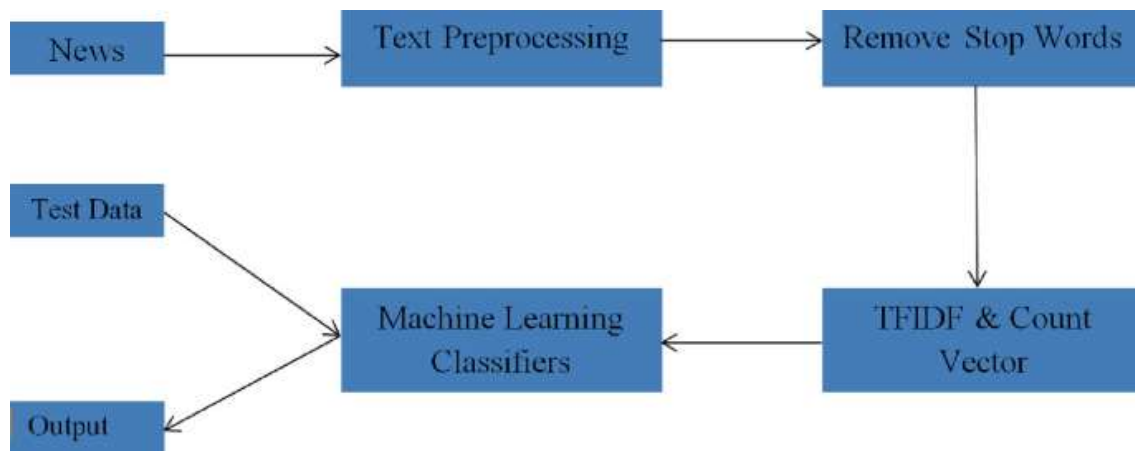 News
Text Preprocessing
Remove Stop Words
Test Data
Machine Learning
Classifiers
TFIDF & Count
Vector
Output